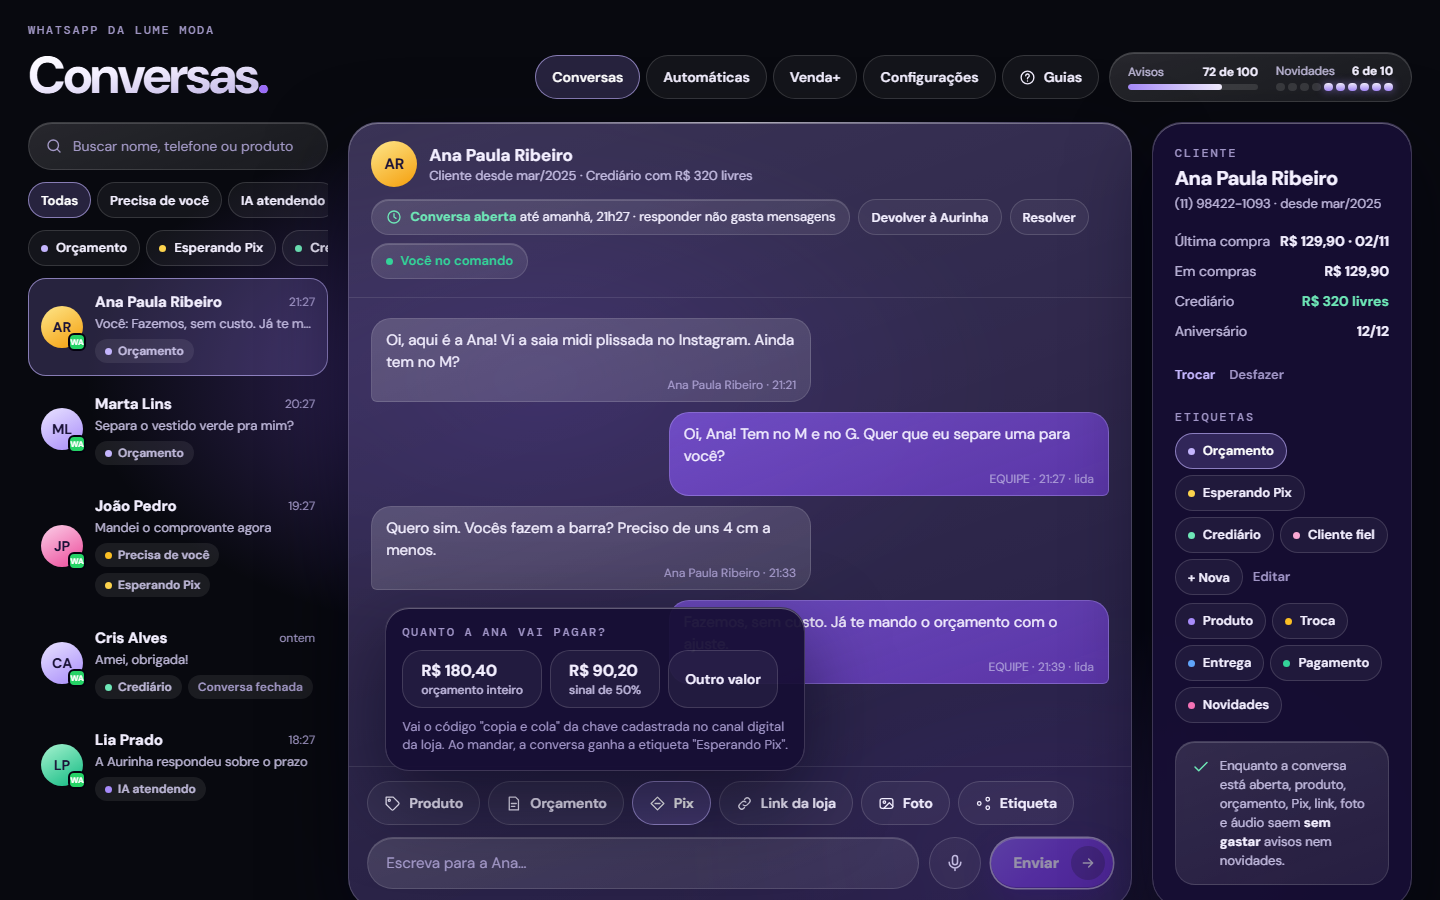 WHATSAPP DA LUME MODA
Conversas.
Conversas
Automáticas
Venda+
Configurações
Guias
Avisos 72 de 100
Novidades 6 de 10
Buscar nome, telefone ou produto
Todas
Precisa de você
IA atendendo
Orçamento
Esperando Pix
Cre
AR
WA
Ana Paula Ribeiro 21:27
Você: Fazemos, sem custo. Já te m...
Orçamento
ML
WA
Marta Lins 20:27
Separa o vestido verde pra mim?
Orçamento
JP
WA
João Pedro 19:27
Mandei o comprovante agora
Precisa de você
Esperando Pix
CA
WA
Cris Alves ontem
Amei, obrigada!
Crediário
Conversa fechada
LP
WA
Lia Prado 18:27
A Aurinha respondeu sobre o prazo
IA atendendo
AR
Ana Paula Ribeiro
Cliente desde mar/2025 · Crediário com R$ 320 livres
Conversa aberta até amanhã, 21h27 · responder não gasta mensagens
Devolver à Aurinha
Resolver
Você no comando
Oi, aqui é a Ana! Vi a saia midi plissada no Instagram. Ainda
tem no M?
Ana Paula Ribeiro · 21:21
Oi, Ana! Tem no M e no G. Quer que eu separe uma para
você?
EQUIPE · 21:27 · lida
Quero sim. Vocês fazem a barra? Preciso de uns 4 cm a
menos.
Ana Paula Ribeiro · 21:33
Fazemos, sem custo. Já te mando o orçamento com o
ajuste.
EQUIPE · 21:39 · lida
QUANTO A ANA VAI PAGAR?
R$ 180,40
orçamento inteiro
R$ 90,20
sinal de 50%
Outro valor
Vai o código "copia e cola" da chave cadastrada no canal digital
da loja. Ao mandar, a conversa ganha a etiqueta "Esperando Pix".
Produto
Orçamento
Pix
Link da loja
Foto
Etiqueta
Escreva para a Ana...
Enviar
CLIENTE
Ana Paula Ribeiro
(11) 98422-1093 · desde mar/2025
Última compra R$ 129,90 · 02/11
Em compras R$ 129,90
Crediário R$ 320 livres
Aniversário 12/12
Trocar Desfazer
ETIQUETAS
Orçamento
Esperando Pix
Crediário
Cliente fiel
+ Nova
Editar
Produto
Troca
Entrega
Pagamento
Novidades
Enquanto a conversa
está aberta, produto,
orçamento, Pix, link, foto
e áudio saem sem
gastar avisos nem
novidades.